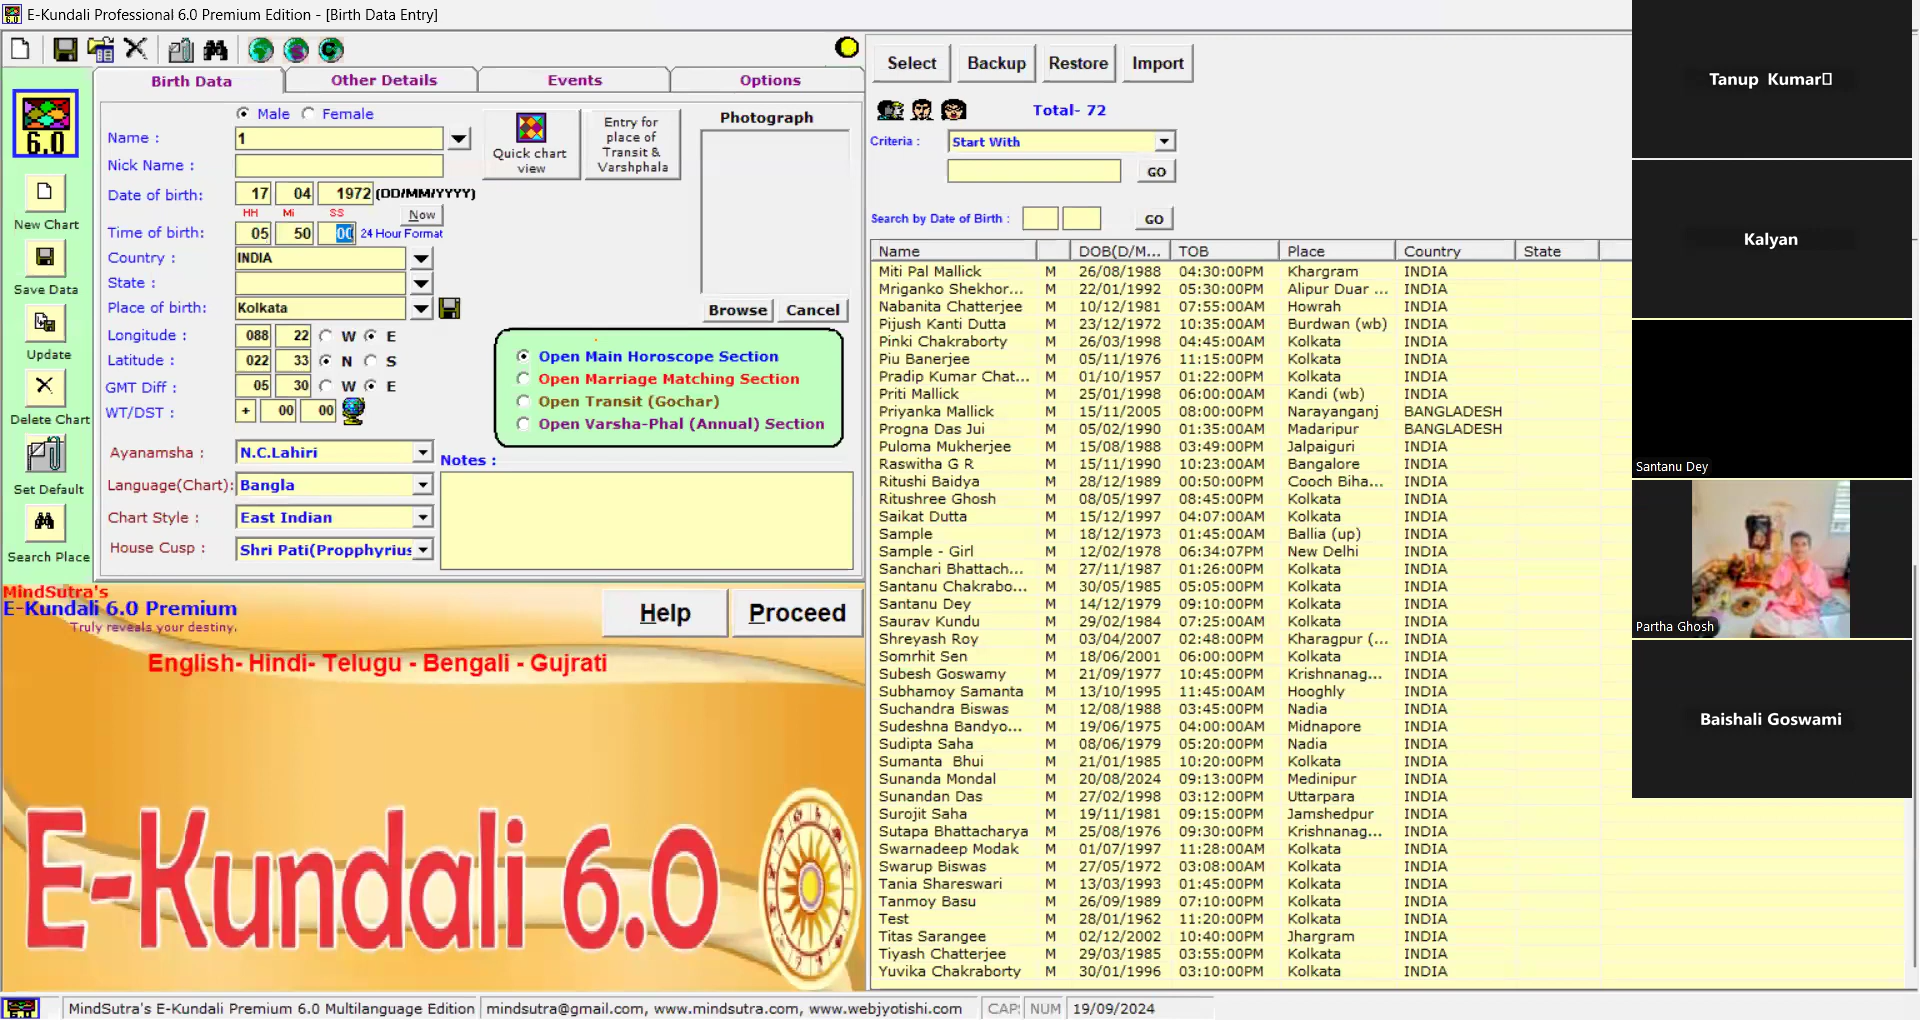 E-Kundali Professional 6.0 Premium Edition - [Birth Data Entry]
Birth Data
Other Details
Events
Options
Male Female
Name : 1
Nick Name :
Date of birth: 17 04 1972 (DD/MM/YYYY)
HH Mi SS Now
Time of birth: 05 50 00 24 Hour Format
Country : INDIA
State :
Place of birth: Kolkata
Longitude : 088 22 W E
Latitude : 022 33 N S
GMT Diff : 05 30 W E
WT/DST : + 00 00
Ayanamsha : N.C.Lahiri
Language(Chart): Bangla
Chart Style : East Indian
House Cusp : Shri Pati(Propphyrius
Quick chart
view
Entry for
place of
Transit &
Varshphala
Photograph
Browse Cancel
Open Main Horoscope Section
Open Marriage Matching Section
Open Transit (Gochar)
Open Varsha-Phal (Annual) Section
Notes :
6.0
New Chart
Save Data
Update
Delete Chart
Set Default
Search Place
MindSutra's
E-Kundali 6.0 Premium
Truly reveals your destiny.
Help Proceed
English- Hindi- Telugu - Bengali - Gujrati
E-Kundali 6.0
Select Backup Restore Import
Total- 72
Criteria : Start With
GO
Search by Date of Birth : GO
Name DOB(D/M... TOB Place Country State
Miti Pal Mallick M 26/08/1988 04:30:00PM Khargram INDIA
Mriganko Shekhor... M 22/01/1992 05:30:00PM Alipur Duar ... INDIA
Nabanita Chatterjee M 10/12/1981 07:55:00AM Howrah INDIA
Pijush Kanti Dutta M 23/12/1972 10:35:00AM Burdwan (wb) INDIA
Pinki Chakraborty M 26/03/1998 04:45:00AM Kolkata INDIA
Piu Banerjee M 05/11/1976 11:15:00PM Kolkata INDIA
Pradip Kumar Chat... M 01/10/1957 01:22:00PM Kolkata INDIA
Priti Mallick M 25/01/1998 06:00:00AM Kandi (wb) INDIA
Priyanka Mallick M 15/11/2005 08:00:00PM Narayanganj BANGLADESH
Progna Das Jui M 05/02/1990 01:35:00AM Madaripur BANGLADESH
Puloma Mukherjee M 15/08/1988 03:49:00PM Jalpaiguri INDIA
Raswitha G R M 15/11/1990 10:23:00AM Bangalore INDIA
Ritushi Baidya M 28/12/1989 00:50:00PM Cooch Biha... INDIA
Ritushree Ghosh M 08/05/1997 08:45:00PM Kolkata INDIA
Saikat Dutta M 15/12/1997 04:07:00AM Kolkata INDIA
Sample M 18/12/1973 01:45:00AM Ballia (up) INDIA
Sample - Girl M 12/02/1978 06:34:07PM New Delhi INDIA
Sanchari Bhattach... M 27/11/1987 01:26:00PM Kolkata INDIA
Santanu Chakrabo... M 30/05/1985 05:05:00PM Kolkata INDIA
Santanu Dey M 14/12/1979 09:10:00PM Kolkata INDIA
Saurav Kundu M 29/02/1984 07:25:00AM Kolkata INDIA
Shreyash Roy M 03/04/2007 02:48:00PM Kharagpur (... INDIA
Somrhit Sen M 18/06/2001 06:00:00PM Kolkata INDIA
Subesh Goswamy M 21/09/1977 10:45:00PM Krishnanag... INDIA
Subhamoy Samanta M 13/10/1995 11:45:00AM Hooghly INDIA
Suchandra Biswas M 12/08/1988 03:45:00PM Nadia INDIA
Sudeshna Bandyo... M 19/06/1975 04:00:00AM Midnapore INDIA
Sudipta Saha M 08/06/1979 05:20:00PM Nadia INDIA
Sumanta Bhui M 21/01/1985 10:20:00PM Kolkata INDIA
Sunanda Mondal M 20/08/2024 09:13:00PM Medinipur INDIA
Sunandan Das M 27/02/1998 03:12:00PM Uttarpara INDIA
Surojit Saha M 19/11/1981 09:15:00PM Jamshedpur INDIA
Sutapa Bhattacharya M 25/08/1976 09:30:00PM Krishnanag... INDIA
Swarnadeep Modak M 01/07/1997 11:28:00AM Kolkata INDIA
Swarup Biswas M 27/05/1972 03:08:00AM Kolkata INDIA
Tania Shareswari M 13/03/1993 01:45:00PM Kolkata INDIA
Tanmoy Basu M 26/09/1989 07:10:00PM Kolkata INDIA
Test M 28/01/1962 11:20:00PM Kolkata INDIA
Titas Sarangee M 02/12/2002 10:40:00PM Jhargram INDIA
Tiyash Chatterjee M 29/03/1985 03:55:00PM Kolkata INDIA
Yuvika Chakraborty M 30/01/1996 03:10:00PM Kolkata INDIA
Tanup Kumar
Kalyan
Santanu Dey
Partha Ghosh
Baishali Goswami
MindSutra's E-Kundali Premium 6.0 Multilanguage Edition mindsutra@gmail.com, www.mindsutra.com, www.webjyotishi.com CAP NUM 19/09/2024